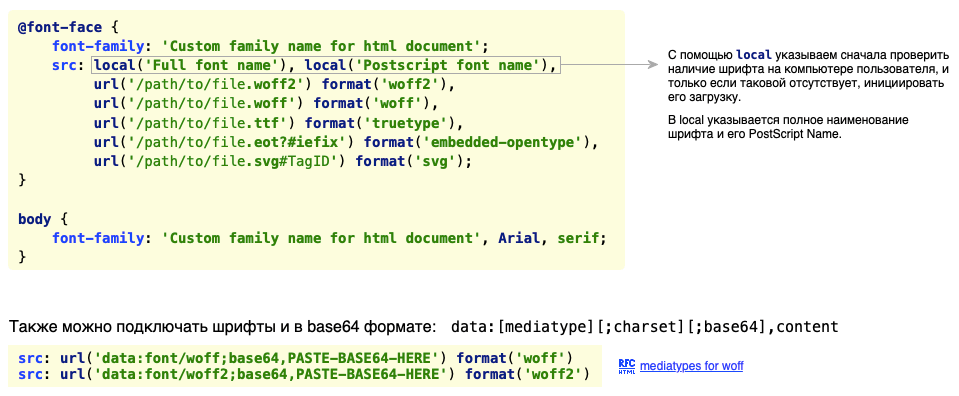 @font-face {
    font-family: 'Custom family name for html document';
    src: local('Full font name'), local('Postscript font name'),
         url('/path/to/file.woff2') format('woff2'),
         url('/path/to/file.woff') format('woff'),
         url('/path/to/file.ttf') format('truetype'),
         url('/path/to/file.eot?#iefix') format('embedded-opentype'),
         url('/path/to/file.svg#TagID') format('svg');
}
body {
    font-family: 'Custom family name for html document', Arial, serif;
}
С помощью local указываем сначала проверить
наличие шрифта на компьютере пользователя, и
только если таковой отсутствует, инициировать
его загрузку.
В local указывается полное наименование
шрифта и его PostScript Name.
Также можно подключать шрифты и в base64 формате: data:[mediatype][;charset][;base64],content
src: url('data:font/woff;base64,PASTE-BASE64-HERE') format('woff')
src: url('data:font/woff2;base64,PASTE-BASE64-HERE') format('woff2')
RFC
HTML
mediatypes for woff